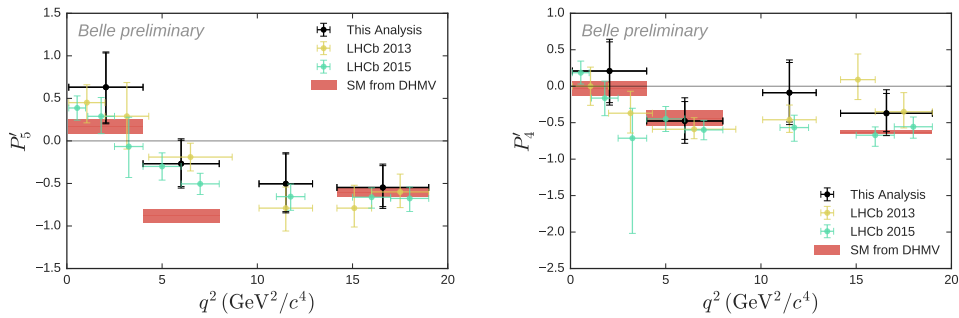 Belle preliminary
This Analysis
LHCb 2013
LHCb 2015
SM from DHMV
1.5
1.0
0.5
0.0
−0.5
−1.0
−1.5
P′5
0
5
10
15
20
q² (GeV²/c⁴)
Belle preliminary
This Analysis
LHCb 2013
LHCb 2015
SM from DHMV
1.0
0.5
0.0
−0.5
−1.0
−1.5
−2.0
−2.5
P′4
0
5
10
15
20
q² (GeV²/c⁴)